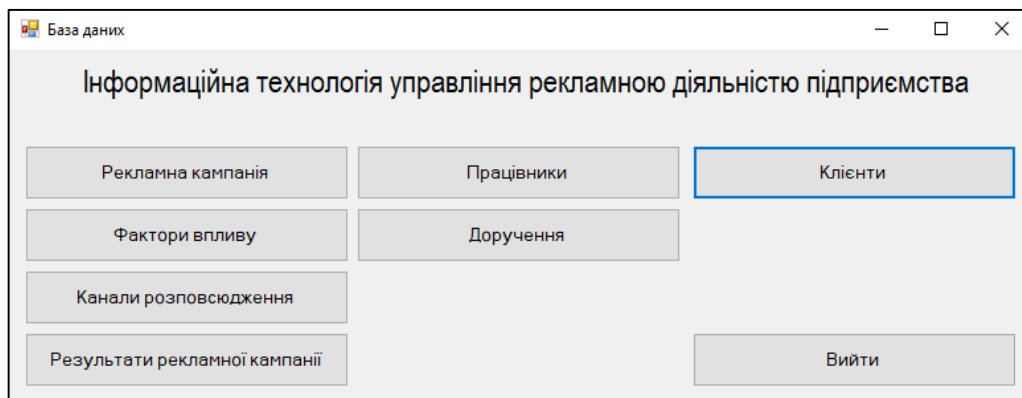 База даних
Інформаційна технологія управління рекламною діяльністю підприємства
Рекламна кампанія
Працівники
Клієнти
Фактори впливу
Доручення
Канали розповсюдження
Результати рекламної кампанії
Вийти